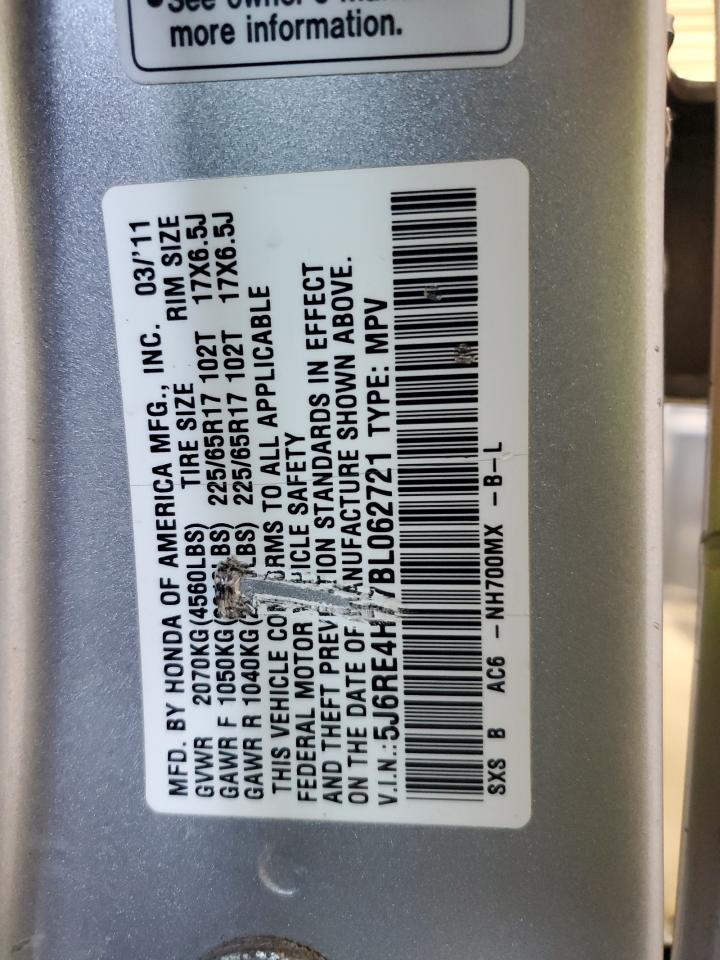 more information.
MFD. BY HONDA OF AMERICA MFG., INC. 03/'11
GVWR 2070KG(4560LBS) TIRE SIZE RIM SIZE
GAWR F 1050KG( LBS) 225/65R17 102T 17X6.5J
GAWR R 1040KG( LBS) 225/65R17 102T 17X6.5J
THIS VEHICLE CO RMS TO ALL APPLICABLE
FEDERAL MOTOR ICLE SAFETY
AND THEFT PREV TION STANDARDS IN EFFECT
ON THE DATE OF ANUFACTURE SHOWN ABOVE.
V.I.N.:5J6RE4H 7BL062721 TYPE: MPV
SXS B AC6 -NH700MX -B-L